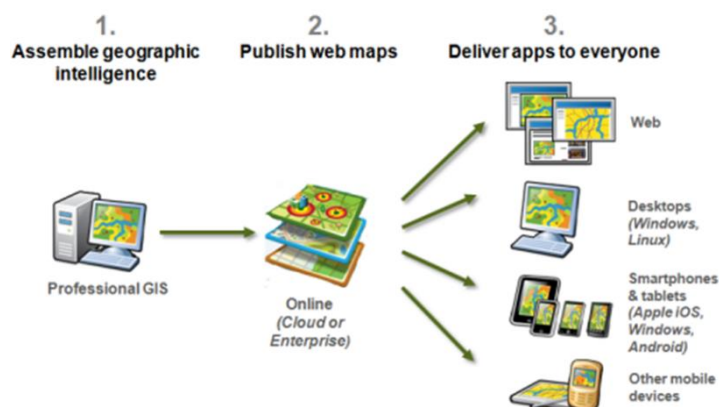 1.
Assemble geographic
intelligence
2.
Publish web maps
3.
Deliver apps to everyone
Professional GIS
Online
(Cloud or
Enterprise)
Web
Desktops
(Windows,
Linux)
Smartphones
& tablets
(Apple iOS,
Windows,
Android)
Other mobile
devices